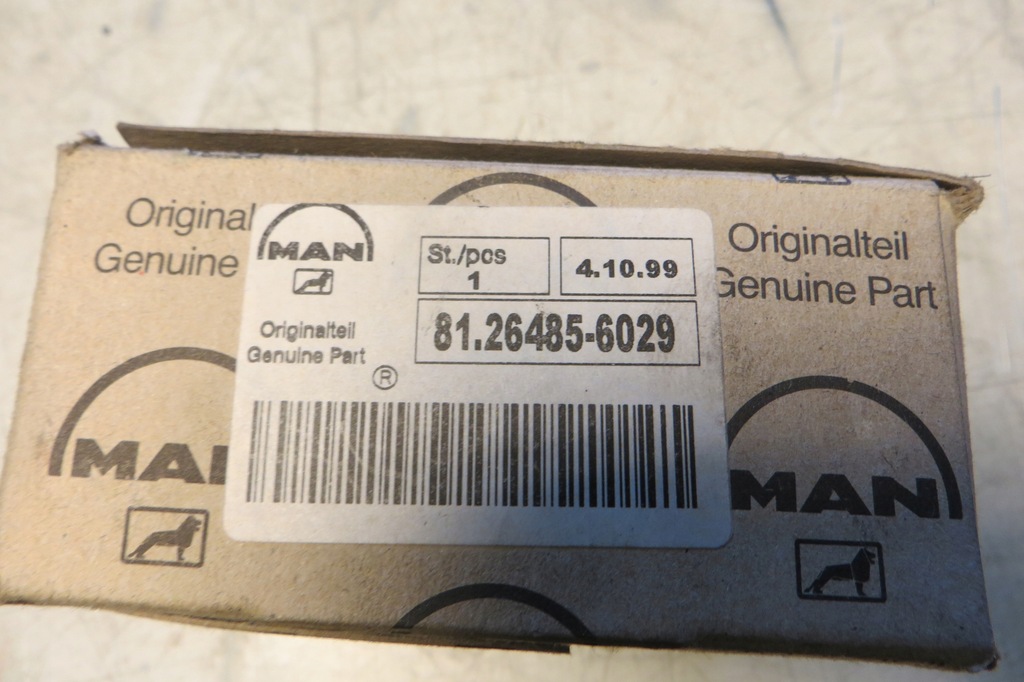 Original
Genuine
MAN
MAN
Originalteil
Genuine Part
®
St./pcs
1
4.10.99
81.26485-6029
Originalteil
Genuine Part
MAN